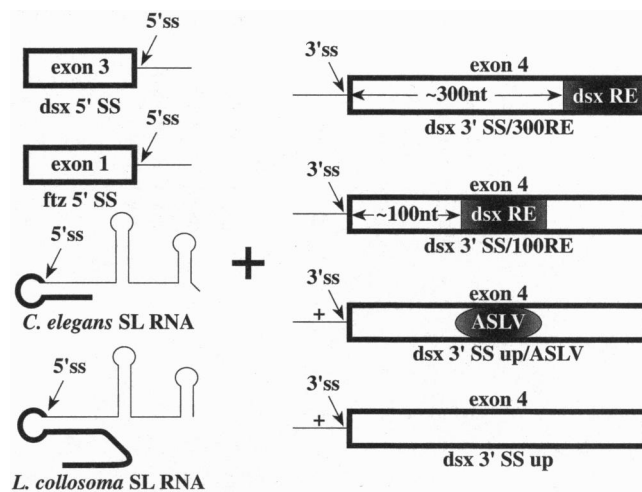 5'ss
exon 3
dsx 5' SS
5'ss
exon 1
ftz 5' SS
5'ss
C. elegans SL RNA
5'ss
L. collosoma SL RNA
+
3'ss
exon 4
~300nt
dsx RE
dsx 3' SS/300RE
3'ss
exon 4
~100nt
dsx RE
dsx 3' SS/100RE
3'ss
exon 4
+
ASLV
dsx 3' SS up/ASLV
3'ss
exon 4
+
dsx 3' SS up